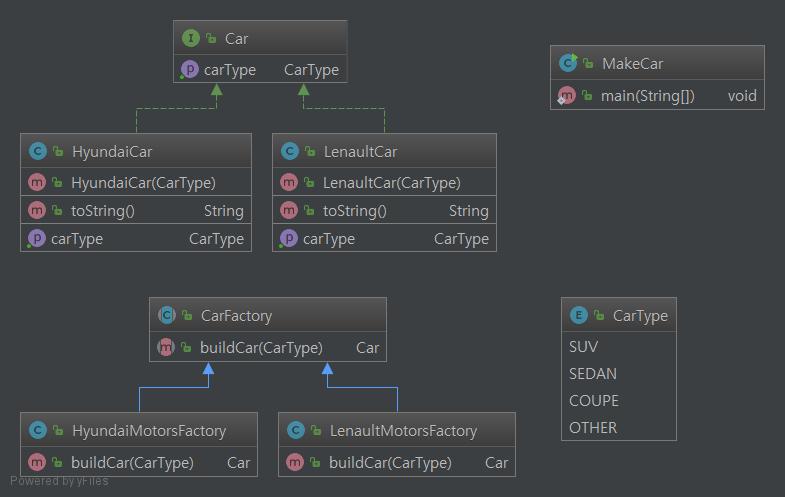 Car
carType CarType
MakeCar
main(String[]) void
HyundaiCar
HyundaiCar(CarType)
toString() String
carType CarType
LenaultCar
LenaultCar(CarType)
toString() String
carType CarType
CarFactory
buildCar(CarType) Car
CarType
SUV
SEDAN
COUPE
OTHER
HyundaiMotorsFactory
buildCar(CarType) Car
LenaultMotorsFactory
buildCar(CarType) Car
Powered by yFiles